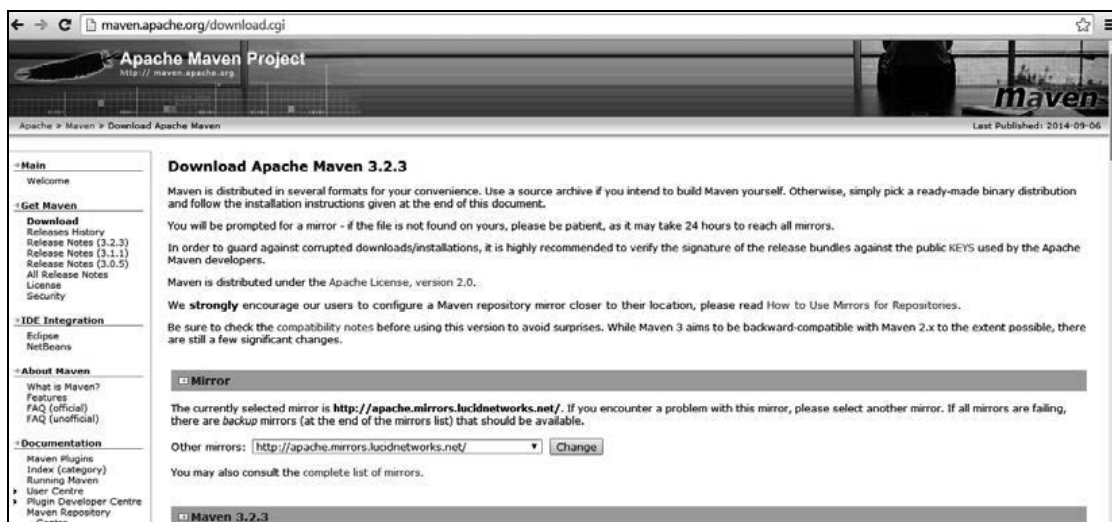 maven.apache.org/download.cgi
Apache Maven Project
http:// maven.apache.org
maven
Apache > Maven > Download Apache Maven
Last Published: 2014-09-06
Main
Welcome
Get Maven
Download
Releases History
Release Notes (3.2.3)
Release Notes (3.1.1)
Release Notes (3.0.5)
All Release Notes
License
Security
IDE Integration
Eclipse
NetBeans
About Maven
What is Maven?
Features
FAQ (official)
FAQ (unofficial)
Documentation
Maven Plugins
Index (category)
Running Maven
User Centre
Plugin Developer Centre
Maven Repository
Centre
Download Apache Maven 3.2.3
Maven is distributed in several formats for your convenience. Use a source archive if you intend to build Maven yourself. Otherwise, simply pick a ready-made binary distribution
and follow the installation instructions given at the end of this document.
You will be prompted for a mirror - if the file is not found on yours, please be patient, as it may take 24 hours to reach all mirrors.
In order to guard against corrupted downloads/installations, it is highly recommended to verify the signature of the release bundles against the public KEYS used by the Apache
Maven developers.
Maven is distributed under the Apache License, version 2.0.
We strongly encourage our users to configure a Maven repository mirror closer to their location, please read How to Use Mirrors for Repositories.
Be sure to check the compatibility notes before using this version to avoid surprises. While Maven 3 aims to be backward-compatible with Maven 2.x to the extent possible, there
are still a few significant changes.
Mirror
The currently selected mirror is http://apache.mirrors.lucidnetworks.net/. If you encounter a problem with this mirror, please select another mirror. If all mirrors are failing,
there are backup mirrors (at the end of the mirrors list) that should be available.
Other mirrors: http://apache.mirrors.lucidnetworks.net/ Change
You may also consult the complete list of mirrors.
Maven 3.2.3